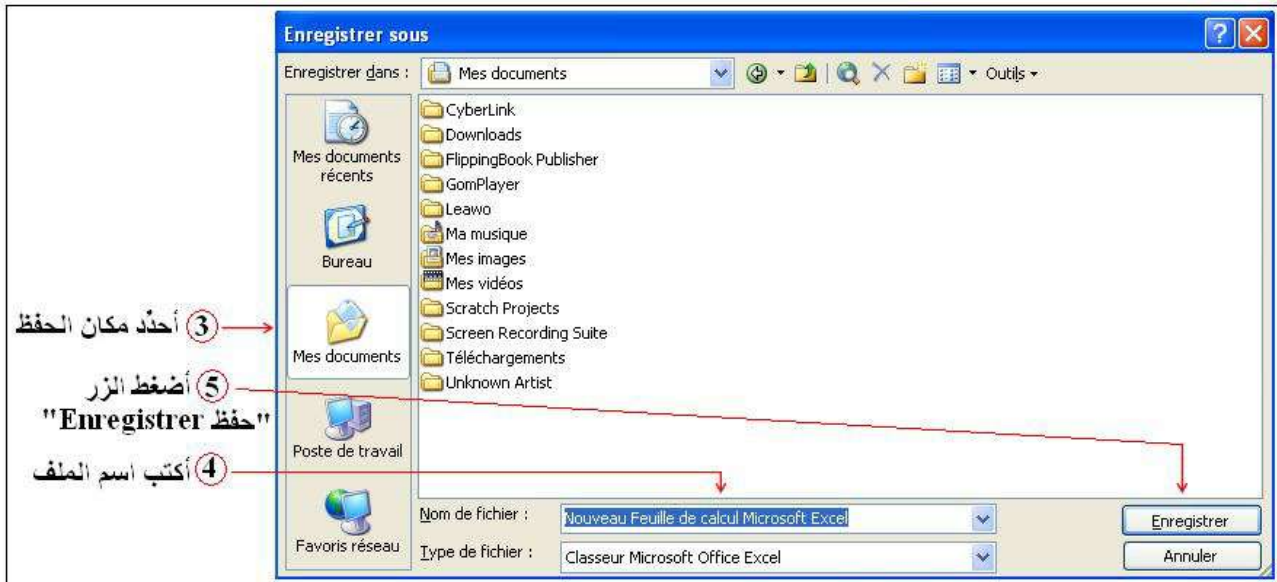 Enregistrer sous
Enregistrer dans :
Mes documents
Outils
Mes documents
récents
Bureau
Mes documents
Poste de travail
Favoris réseau
CyberLink
Downloads
FlippingBook Publisher
GomPlayer
Leawo
Ma musique
Mes images
Mes vidéos
Scratch Projects
Screen Recording Suite
Téléchargements
Unknown Artist
③ أحدِّد مكان الحفظ
⑤ أضغط الزر
"حفظ Enregistrer"
④ أكتب اسم الملف
Nom de fichier :
Nouveau Feuille de calcul Microsoft Excel
Enregistrer
Type de fichier :
Classeur Microsoft Office Excel
Annuler